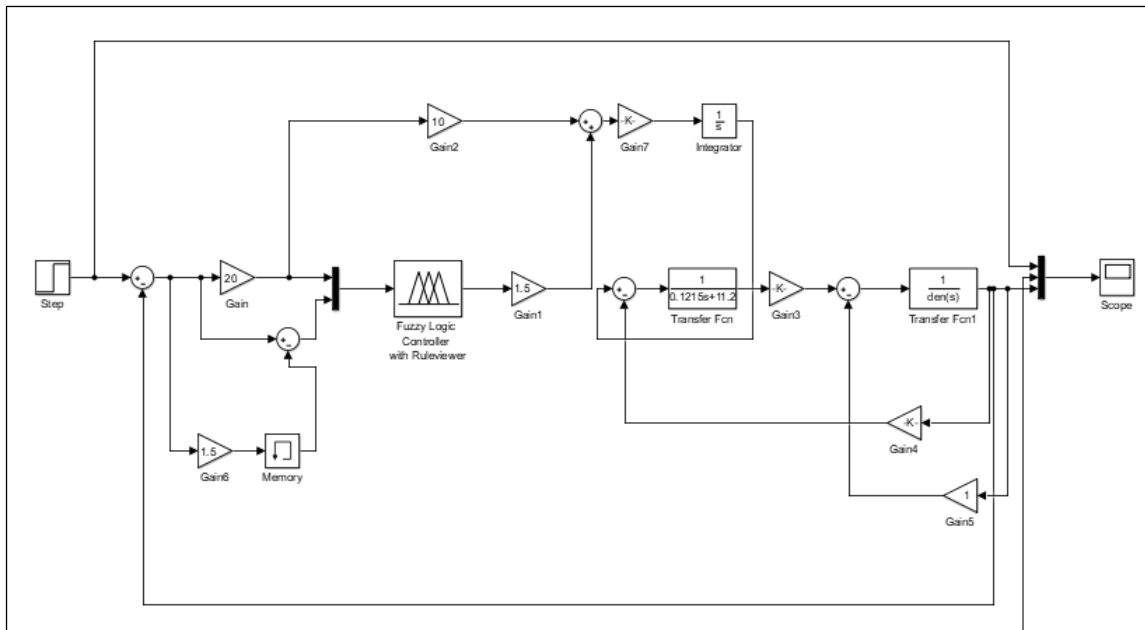 10
Gain2
-K-
Gain7
1
s
Integrator
Step
20
Gain
Fuzzy Logic
Controller
with Ruleviewer
1.5
Gain1
1
0.1215s+11.2
Transfer Fcn
-K-
Gain3
1
den(s)
Transfer Fcn1
Scope
1.5
Gain6
Memory
-K-
Gain4
1
Gain5